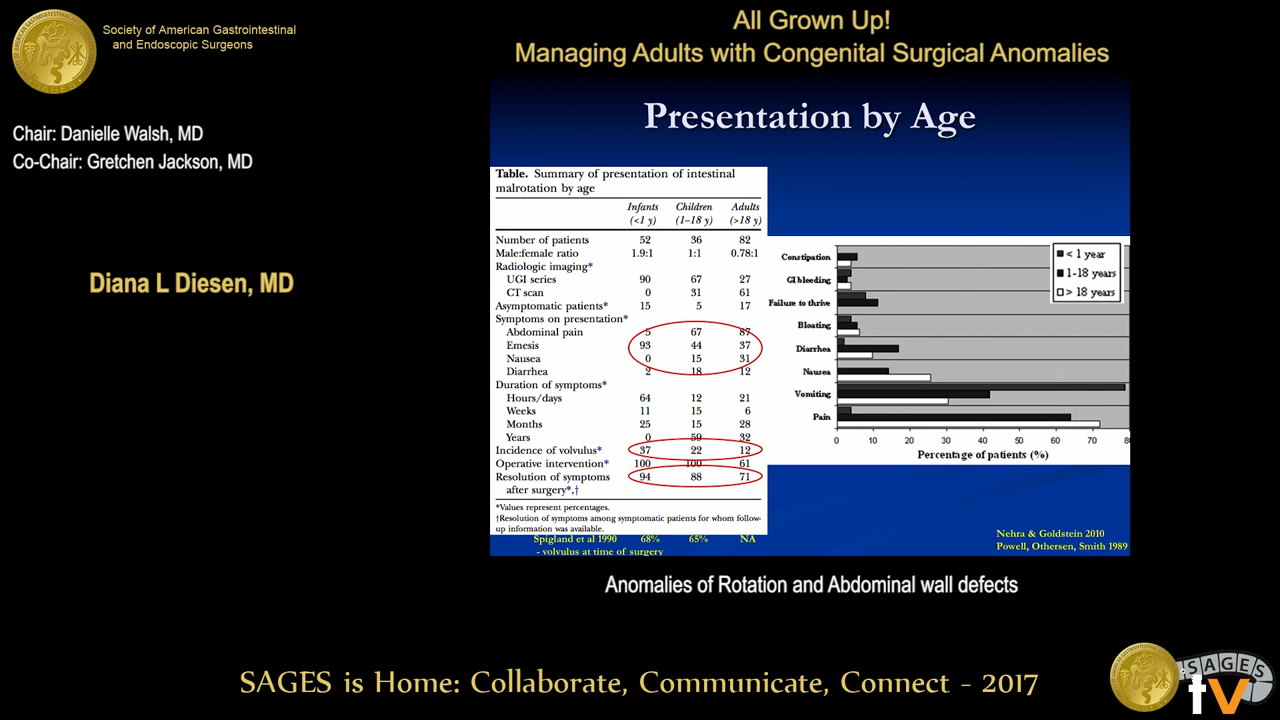 Society of American Gastrointestinal
and Endoscopic Surgeons
Chair: Danielle Walsh, MD
Co-Chair: Gretchen Jackson, MD
Diana L Diesen, MD
All Grown Up!
Managing Adults with Congenital Surgical Anomalies
Presentation by Age
Table. Summary of presentation of intestinal
malrotation by age
Infants Children Adults
(<1 y) (1–18 y) (>18 y)
Number of patients 52 36 82
Male:female ratio 1.9:1 1:1 0.78:1
Radiologic imaging*
UGI series 90 67 27
CT scan 0 31 61
Asymptomatic patients* 15 5 17
Symptoms on presentation*
Abdominal pain 5 67 87
Emesis 93 44 37
Nausea 0 15 31
Diarrhea 2 18 12
Duration of symptoms*
Hours/days 64 12 21
Weeks 11 15 6
Months 25 15 28
Years 0 59 32
Incidence of volvulus* 37 22 12
Operative intervention* 100 100 61
Resolution of symptoms 94 88 71
after surgery*,†
*Values represent percentages.
†Resolution of symptoms among symptomatic patients for whom follow-
up information was available.
Spigland et al 1990 68% 65% NA
- volvulus at time of surgery
< 1 year
1-18 years
> 18 years
Constipation
GI bleeding
Failure to thrive
Bloating
Diarrhea
Nausea
Vomiting
Pain
0 10 20 30 40 50 60 70
Percentage of patients (%)
Nehra & Goldstein 2010
Powell, Othersen, Smith 1989
Anomalies of Rotation and Abdominal wall defects
SAGES is Home: Collaborate, Communicate, Connect - 2017
SAGES
tv